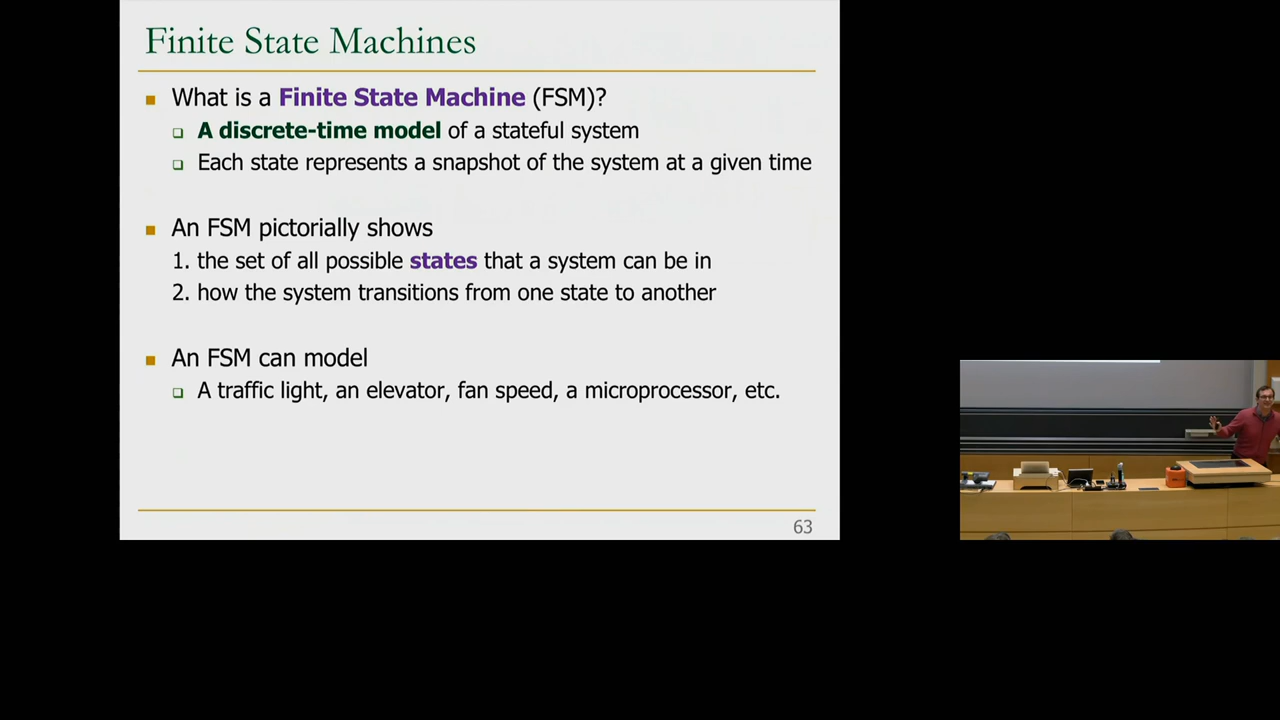 Finite State Machines
What is a Finite State Machine (FSM)?
A discrete-time model of a stateful system
Each state represents a snapshot of the system at a given time
An FSM pictorially shows
1. the set of all possible states that a system can be in
2. how the system transitions from one state to another
An FSM can model
A traffic light, an elevator, fan speed, a microprocessor, etc.
63